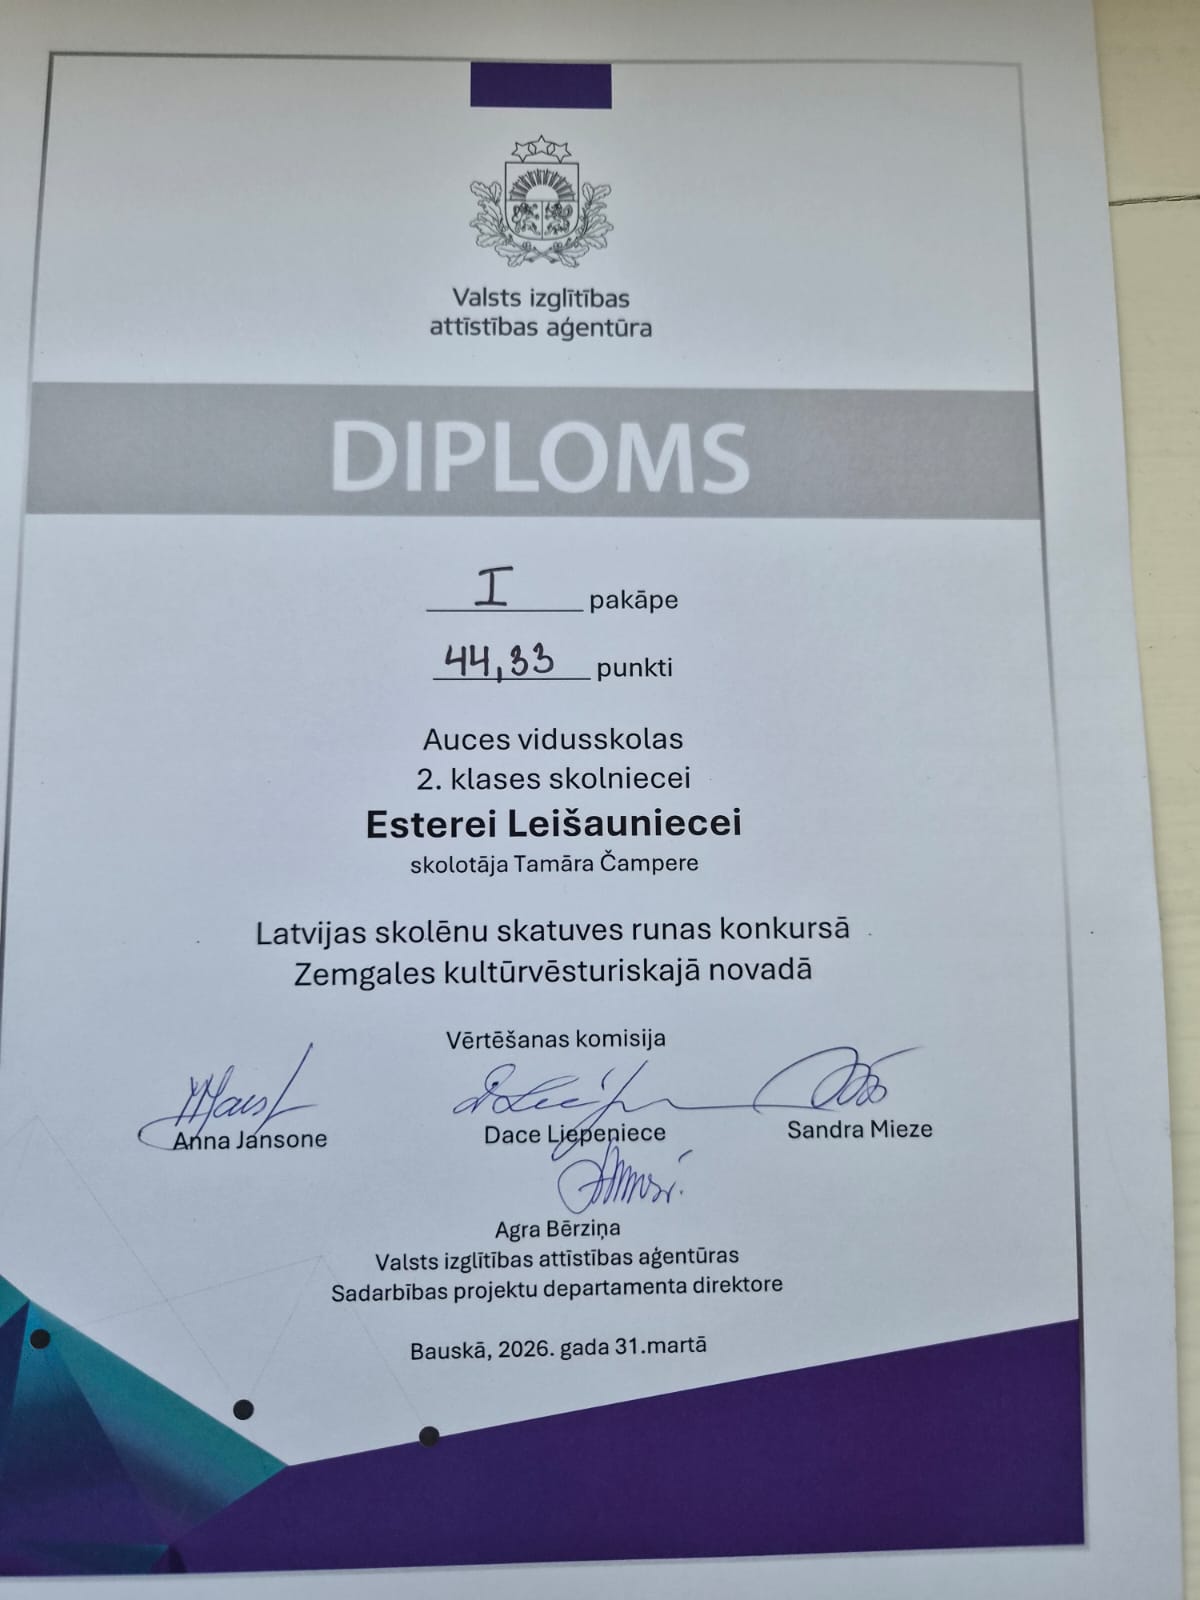 Valsts izglītības
attīstības aģentūra
DIPLOMS
I pakāpe
44,33 punkti
Auces vidusskolas
2. klases skolniecei
Esterei Leišauniecei
skolotāja Tamāra Čampere
Latvijas skolēnu skatuves runas konkursā
Zemgales kultūrvēsturiskajā novadā
Vērtēšanas komisija
Anna Jansone Dace Liepeniece Sandra Mieze
Agra Bērziņa
Valsts izglītības attīstības aģentūras
Sadarbības projektu departamenta direktore
Bauskā, 2026. gada 31.martā